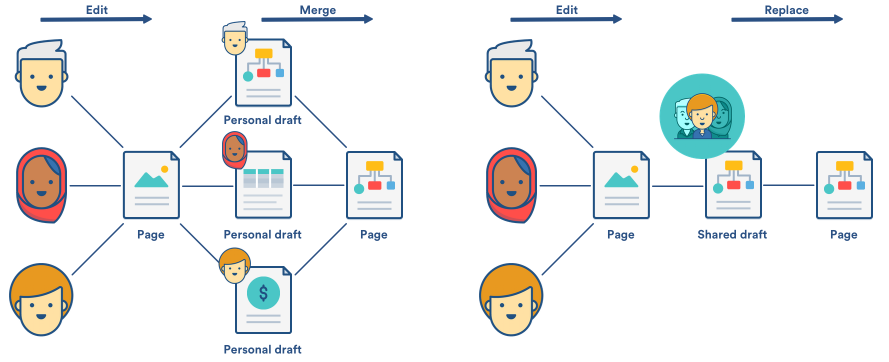 Edit
Merge
Personal draft
Page
Personal draft
Page
$
Personal draft
Edit
Replace
Page
Shared draft
Page